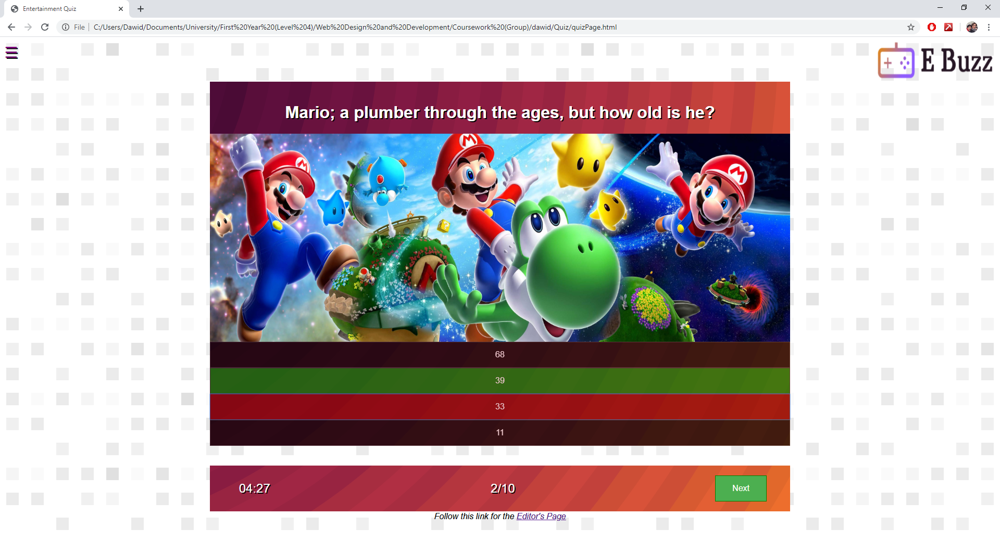 Entertainment Quiz
File
C:/Users/Dawid/Documents/University/First%20Year%20(Level%204)/Web%20Design%20and%20Development/Coursework%20(Group)/dawid/Quiz/quizPage.html
E Buzz
Mario; a plumber through the ages, but how old is he?
68
39
33
11
04:27
2/10
Next
Follow this link for the Editor's Page